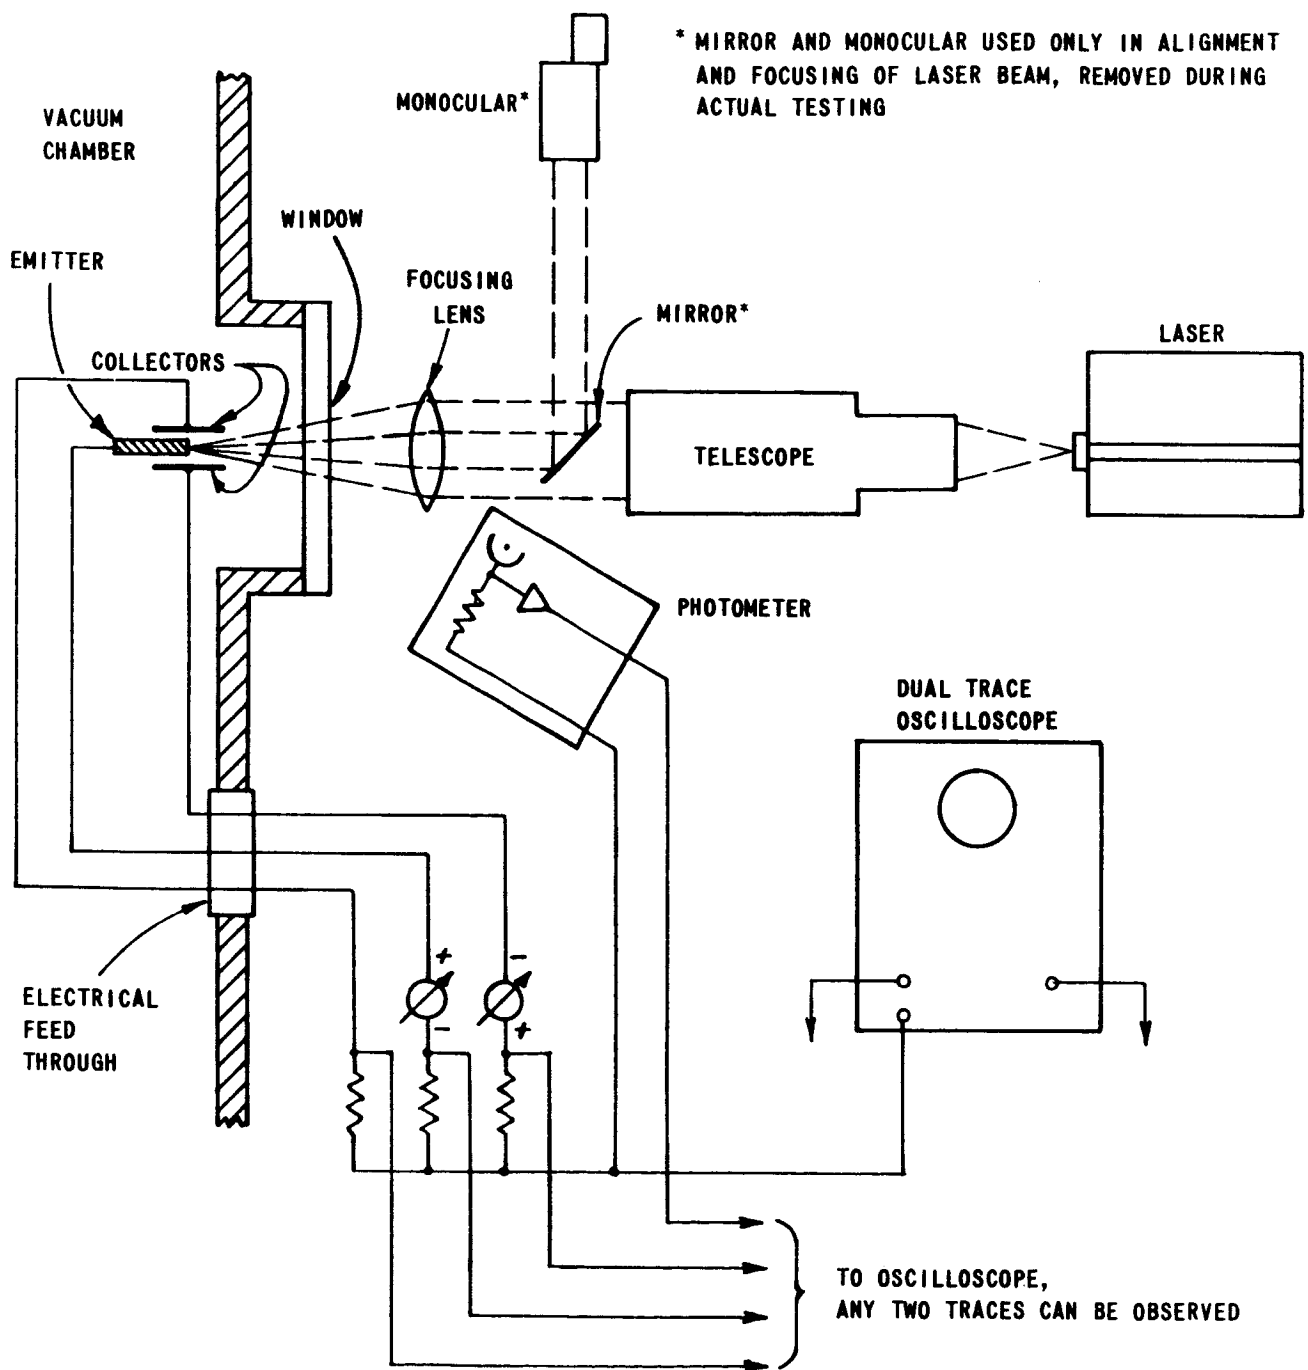 * MIRROR AND MONOCULAR USED ONLY IN ALIGNMENT
AND FOCUSING OF LASER BEAM, REMOVED DURING
ACTUAL TESTING
MONOCULAR*
VACUUM
CHAMBER
WINDOW
EMITTER
FOCUSING
LENS
MIRROR*
LASER
COLLECTORS
TELESCOPE
PHOTOMETER
DUAL TRACE
OSCILLOSCOPE
+
-
-
+
ELECTRICAL
FEED
THROUGH
TO OSCILLOSCOPE,
ANY TWO TRACES CAN BE OBSERVED